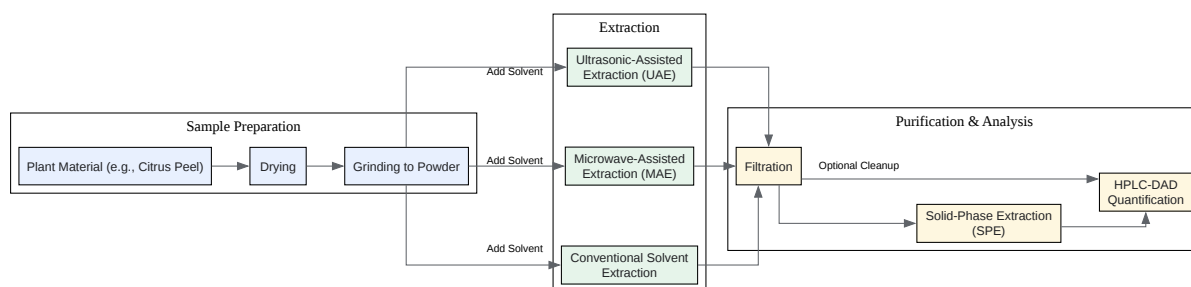 Extraction
Ultrasonic-Assisted
Extraction (UAE)
Add Solvent
Sample Preparation
Plant Material (e.g., Citrus Peel)
Drying
Grinding to Powder
Add Solvent
Microwave-Assisted
Extraction (MAE)
Add Solvent
Conventional Solvent
Extraction
Purification & Analysis
Filtration
Optional Cleanup
HPLC-DAD
Quantification
Solid-Phase Extraction
(SPE)